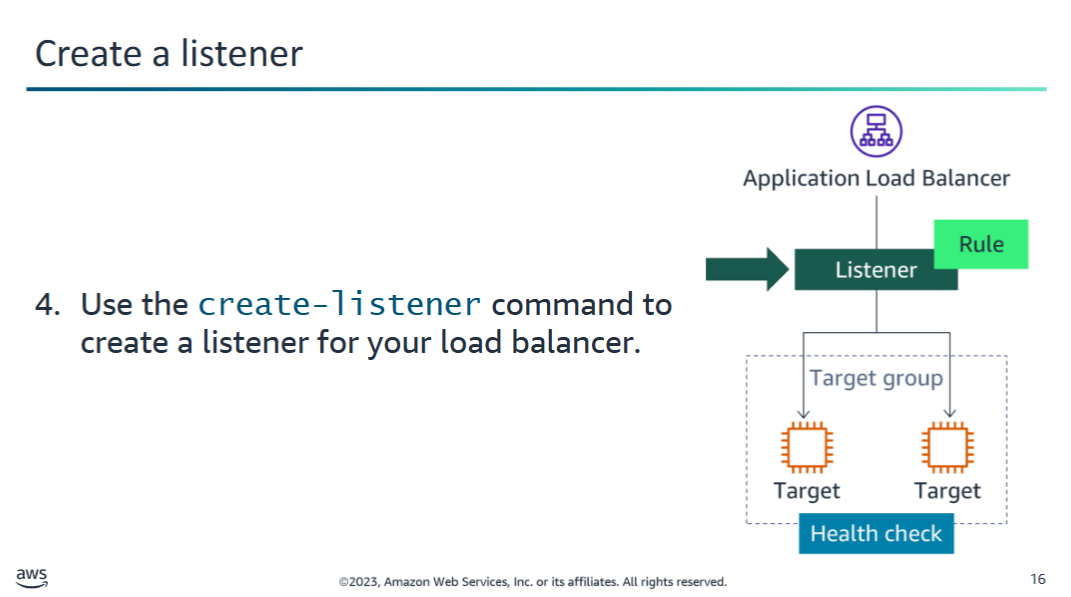 Create a listener
Application Load Balancer
Rule
Listener
4. Use the create-listener command to
create a listener for your load balancer.
Target group
Target
Target
Health check
aws
©2023, Amazon Web Services, Inc. or its affiliates. All rights reserved.
16